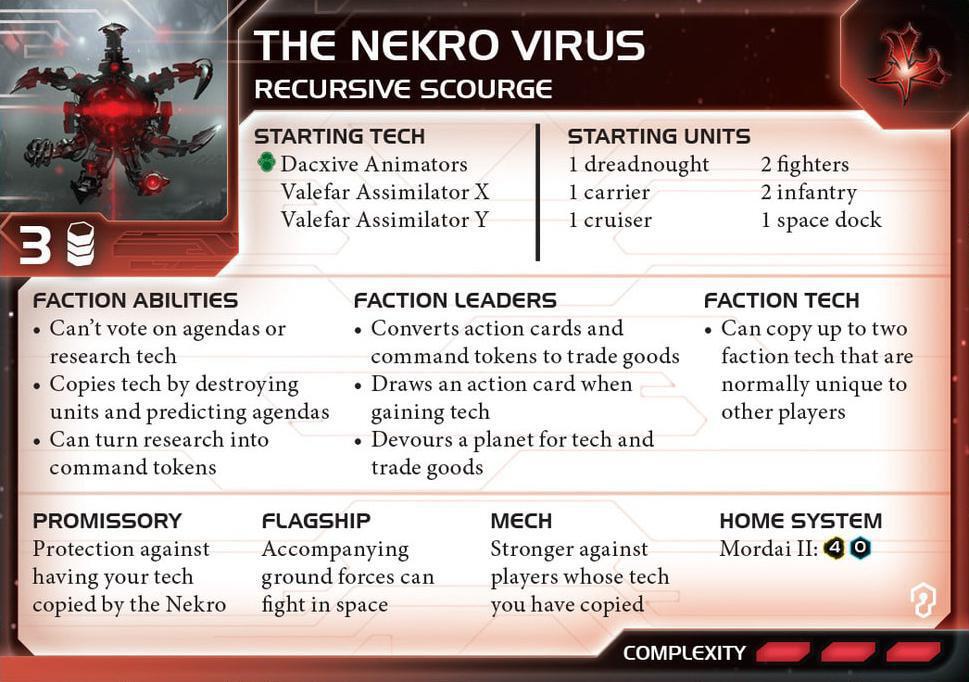 THE NEKRO VIRUS
RECURSIVE SCOURGE
3
STARTING TECH
Dacxive Animators
Valefar Assimilator X
Valefar Assimilator Y
STARTING UNITS
1 dreadnought
1 carrier
1 cruiser
2 fighters
2 infantry
1 space dock
FACTION ABILITIES
• Can't vote on agendas or
research tech
• Copies tech by destroying
units and predicting agendas
• Can turn research into
command tokens
FACTION LEADERS
• Converts action cards and
command tokens to trade goods
• Draws an action card when
gaining tech
• Devours a planet for tech and
trade goods
FACTION TECH
• Can copy up to two
faction tech that are
normally unique to
other players
PROMISSORY
Protection against
having your tech
copied by the Nekro
FLAGSHIP
Accompanying
ground forces can
fight in space
MECH
Stronger against
players whose tech
you have copied
HOME SYSTEM
Mordai II: 4 0
COMPLEXITY